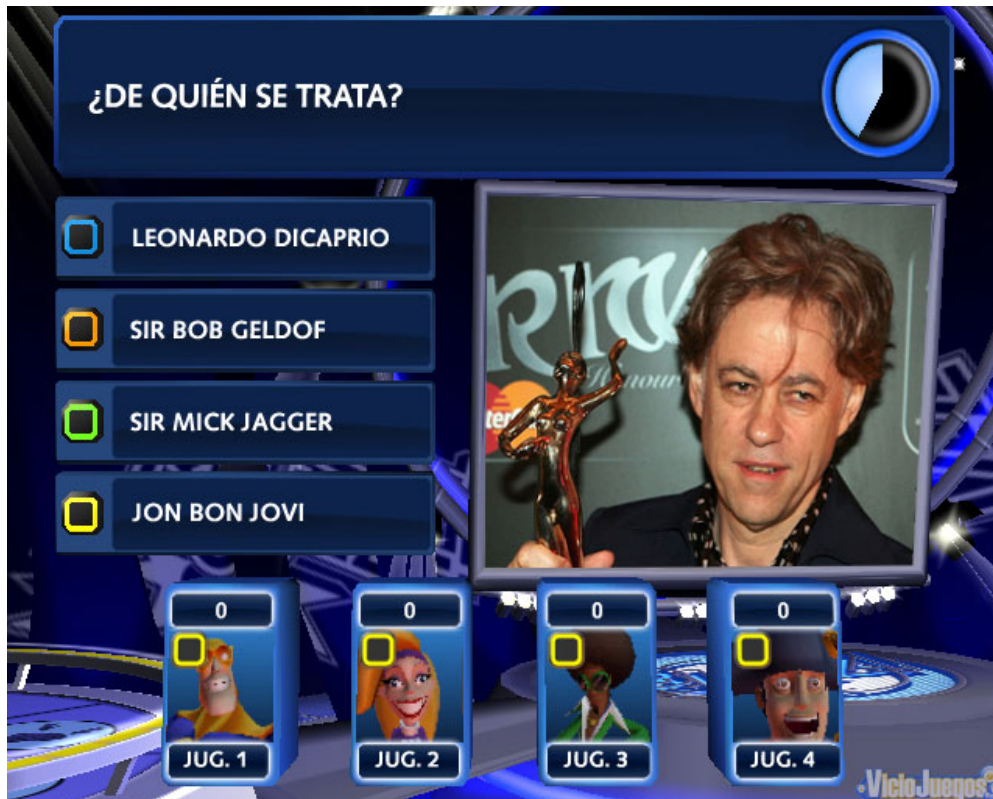 ¿DE QUIÉN SE TRATA?
LEONARDO DICAPRIO
SIR BOB GELDOF
SIR MICK JAGGER
JON BON JOVI
Honour
0
0
0
0
JUG. 1
JUG. 2
JUG. 3
JUG. 4
VicioJuegos